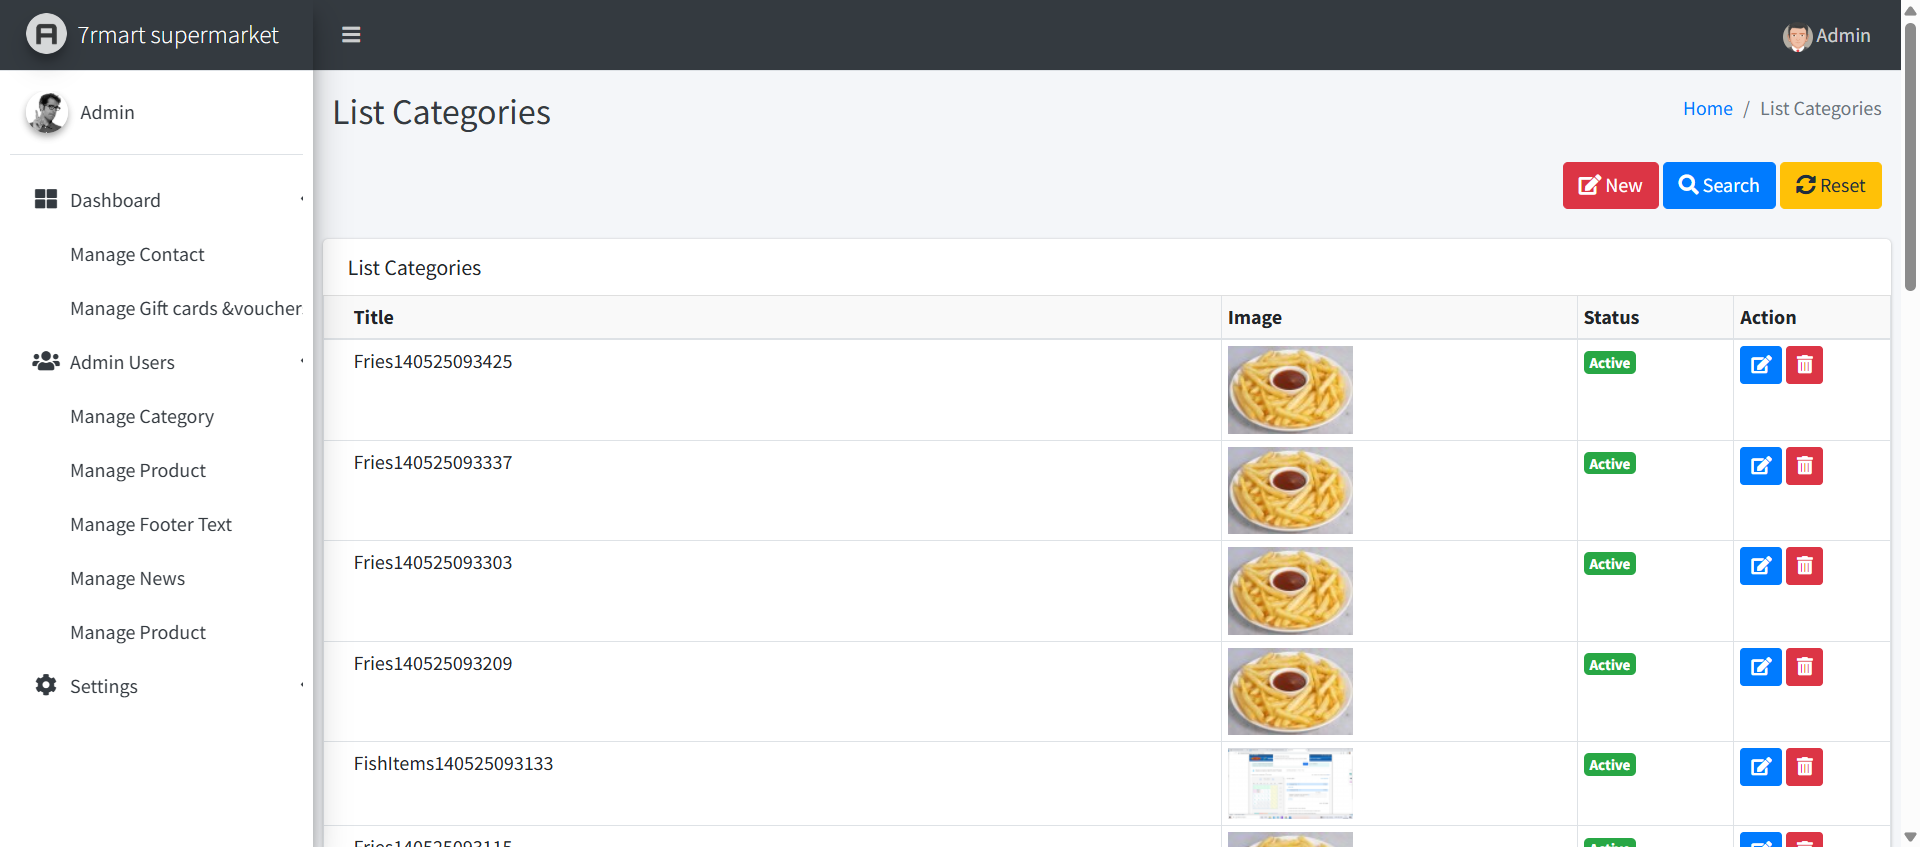 7rmart supermarket
Admin
Admin
List Categories
Home / List Categories
New
Search
Reset
Dashboard
Manage Contact
Manage Gift cards &voucher
Admin Users
Manage Category
Manage Product
Manage Footer Text
Manage News
Manage Product
Settings
List Categories
Title Image Status Action
Fries140525093425 Active
Fries140525093337 Active
Fries140525093303 Active
Fries140525093209 Active
FishItems140525093133 Active
Fries140525093115 Active